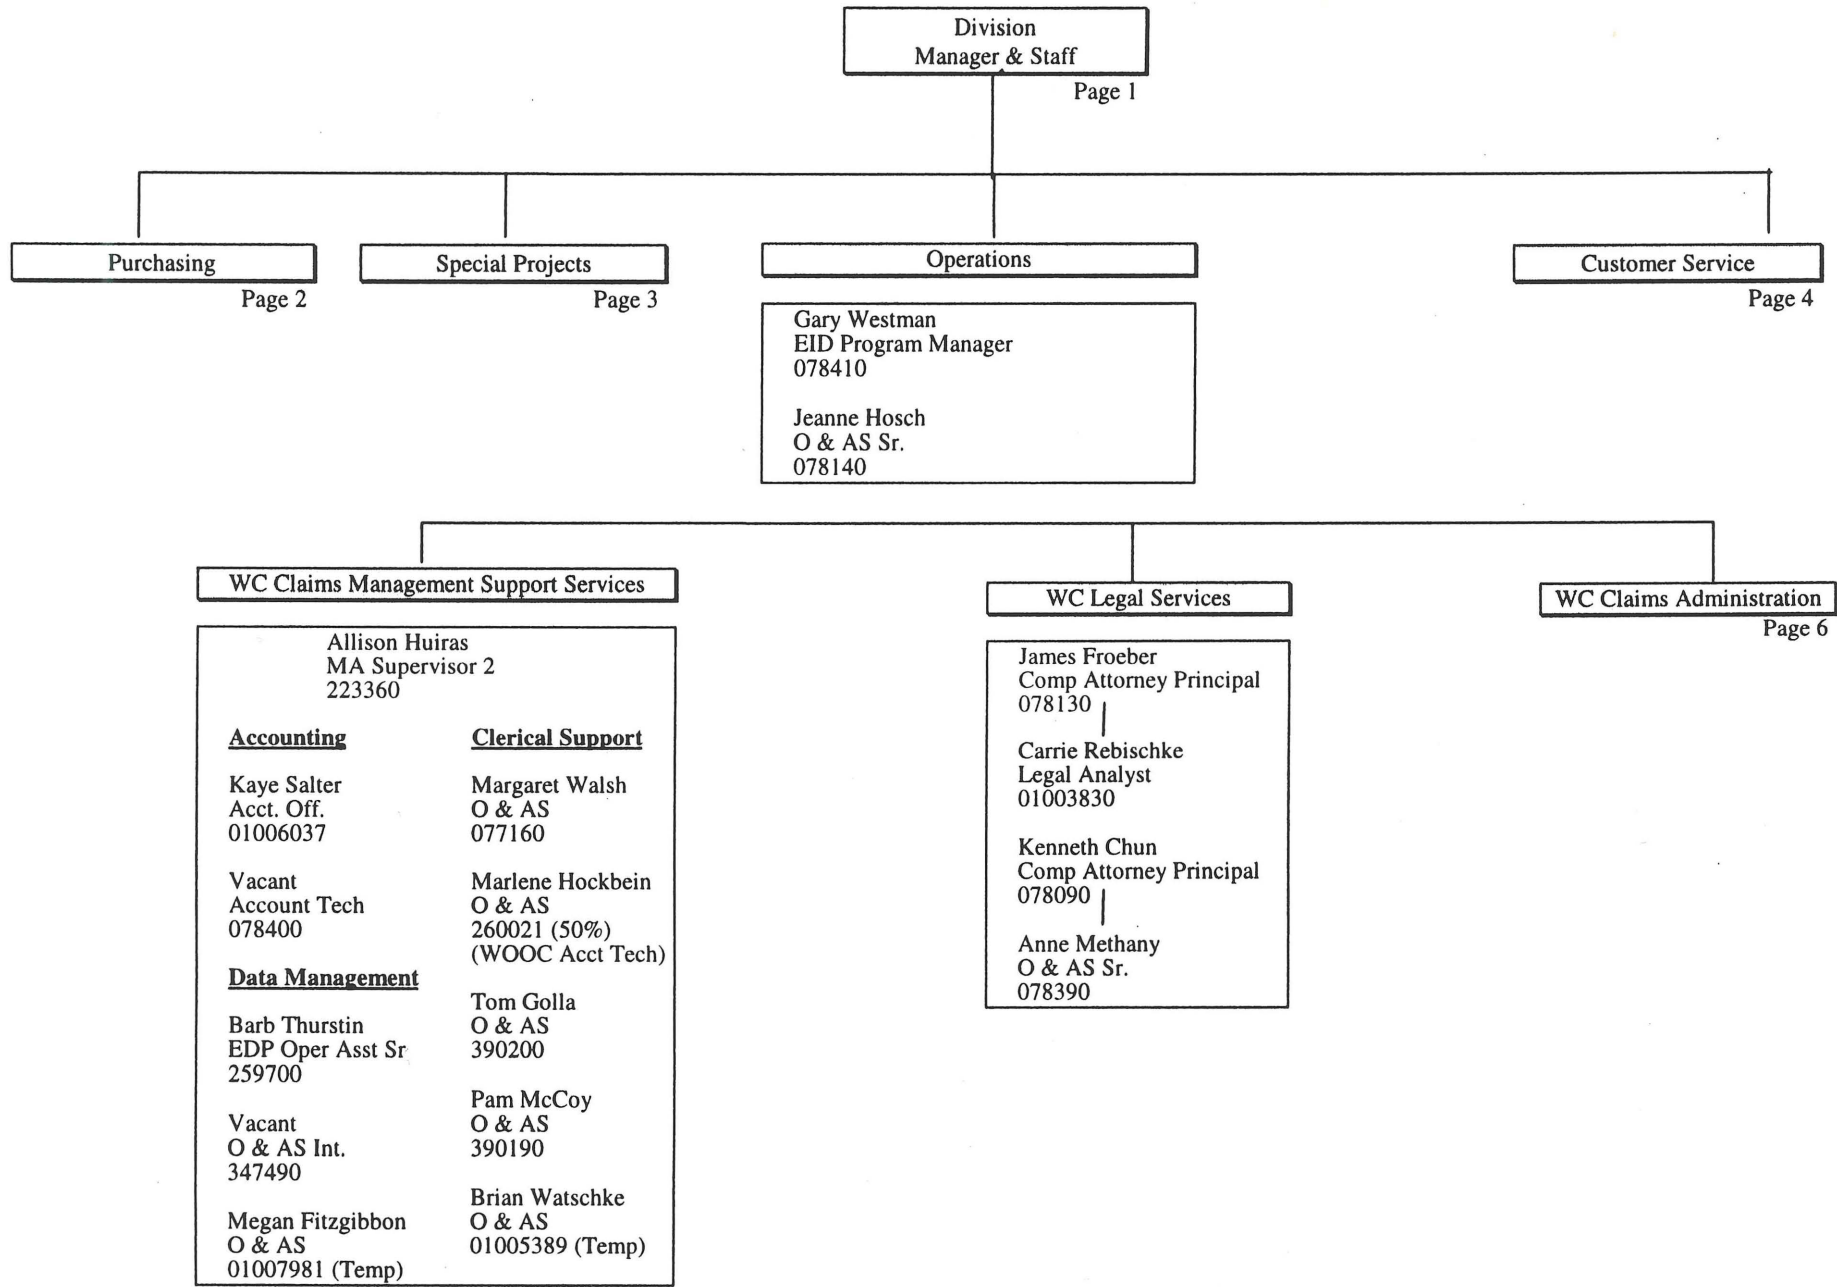 Division
Manager & Staff
Page 1
Purchasing
Page 2
Special Projects
Page 3
Operations
Customer Service
Page 4
Gary Westman
EID Program Manager
078410
Jeanne Hosch
O & AS Sr.
078140
WC Claims Management Support Services
Allison Huiras
MA Supervisor 2
223360
Accounting
Kaye Salter
Acct. Off.
01006037
Vacant
Account Tech
078400
Data Management
Barb Thurstin
EDP Oper Asst Sr
259700
Vacant
O & AS Int.
347490
Megan Fitzgibbon
O & AS
01007981 (Temp)
Clerical Support
Margaret Walsh
O & AS
077160
Marlene Hockbein
O & AS
260021 (50%)
(WOOC Acct Tech)
Tom Golla
O & AS
390200
Pam McCoy
O & AS
390190
Brian Watschke
O & AS
01005389 (Temp)
WC Legal Services
James Froeber
Comp Attorney Principal
078130
Carrie Rebischke
Legal Analyst
01003830
Kenneth Chun
Comp Attorney Principal
078090
Anne Methany
O & AS Sr.
078390
WC Claims Administration
Page 6